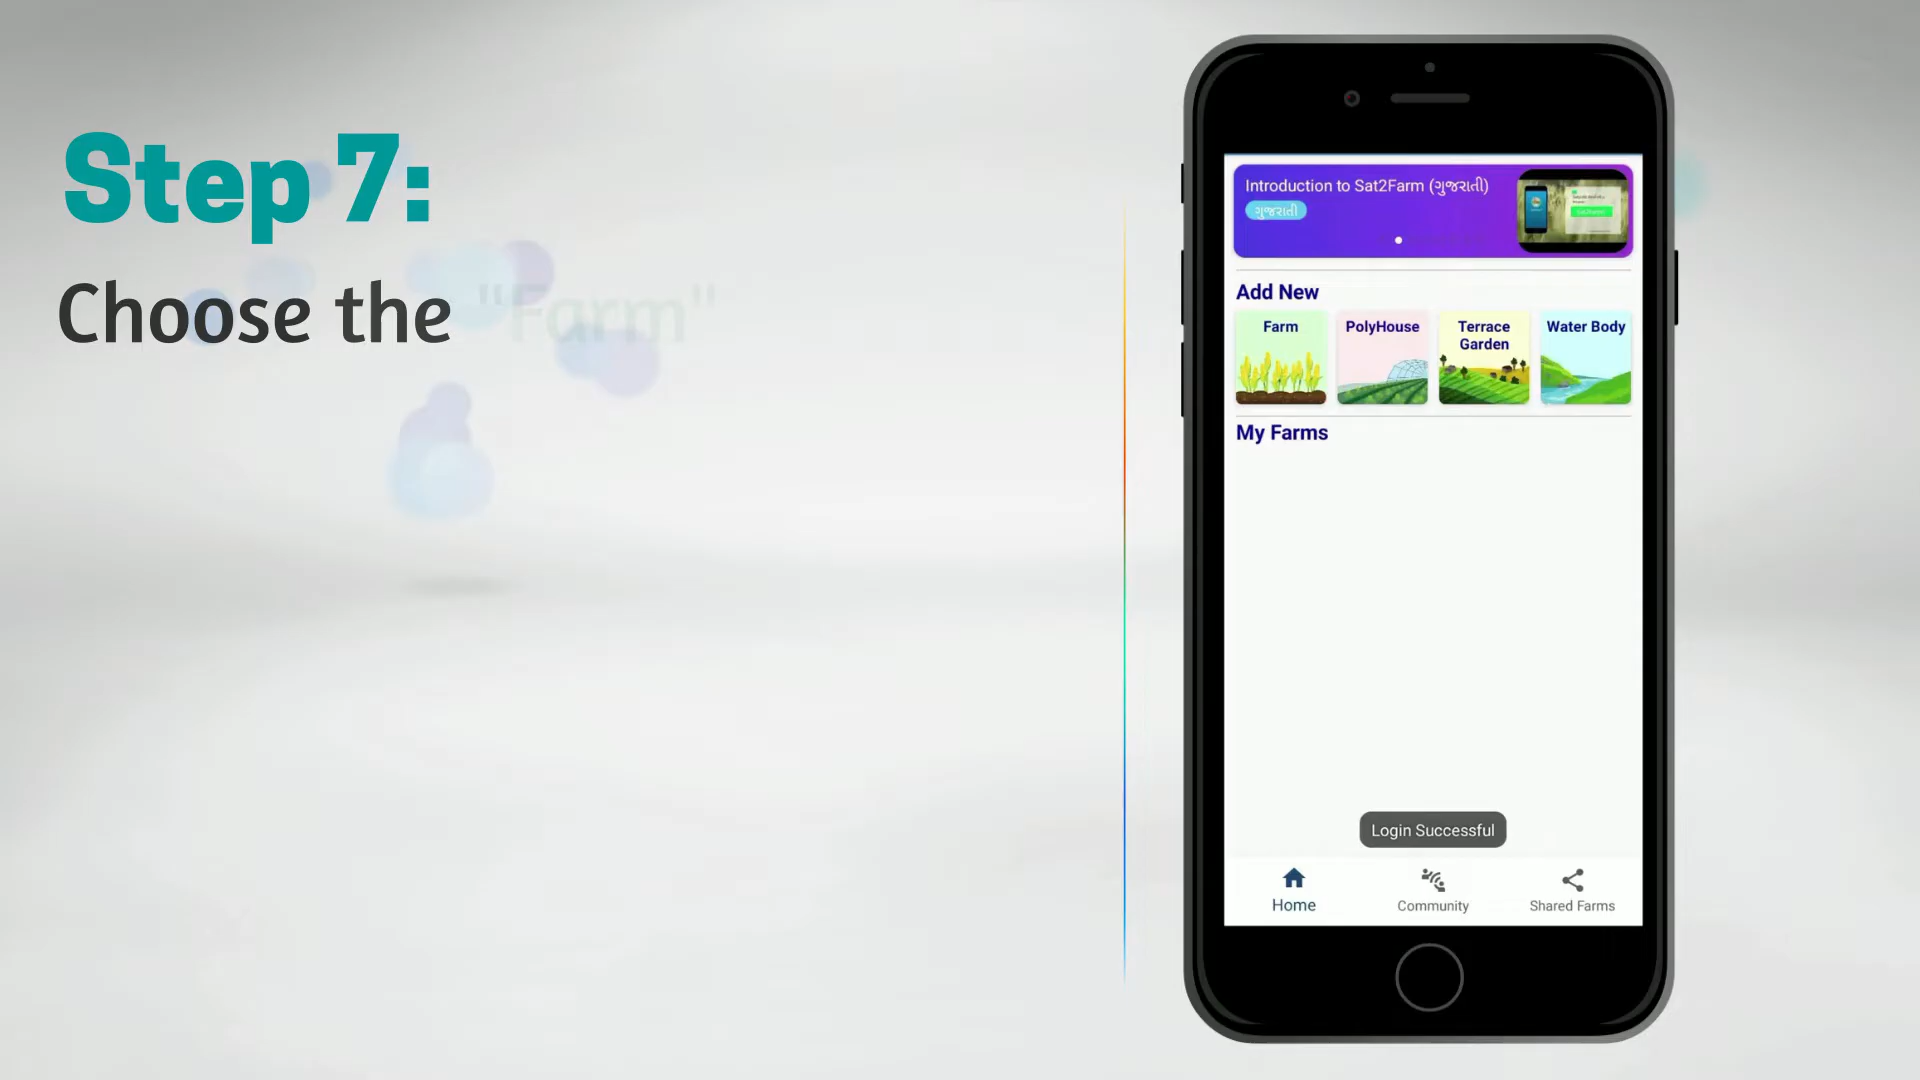 Step 7:
Choose the "Farm"
Introduction to Sat2Farm (ગુજરાતી)
ગુજરાતી
Add New
Farm
PolyHouse
Terrace
Garden
Water Body
My Farms
Login Successful
Home
Community
Shared Farms